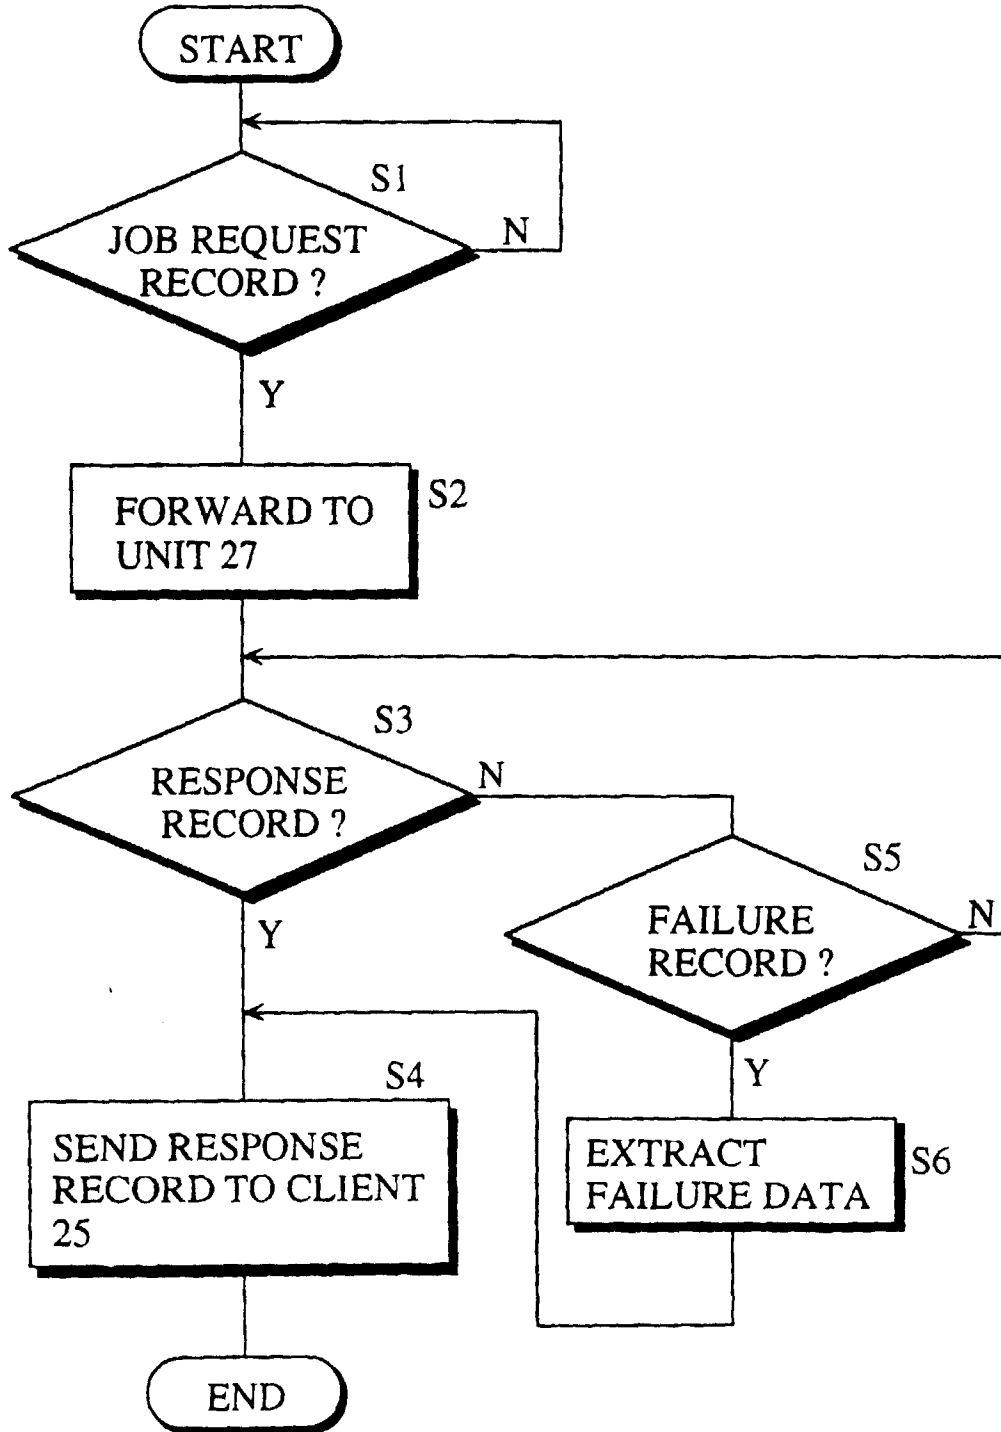 START
S1
JOB REQUEST
RECORD ?
N
Y
S2
FORWARD TO
UNIT 27
S3
RESPONSE
RECORD ?
N
Y
S5
FAILURE
RECORD ?
N
Y
S4
SEND RESPONSE
RECORD TO CLIENT
25
EXTRACT
FAILURE DATA
S6
END